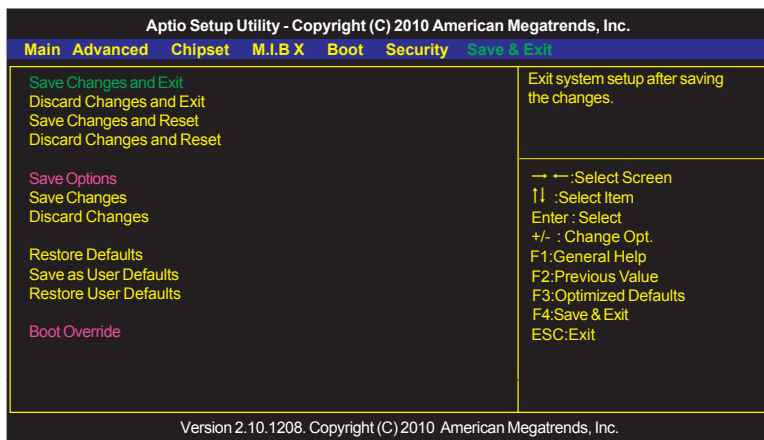 Aptio Setup Utility - Copyright (C) 2010 American Megatrends, Inc.
Main Advanced Chipset M.I.B X Boot Security Save & Exit
Save Changes and Exit
Discard Changes and Exit
Save Changes and Reset
Discard Changes and Reset
Save Options
Save Changes
Discard Changes
Restore Defaults
Save as User Defaults
Restore User Defaults
Boot Override
Exit system setup after saving
the changes.
→ ←:Select Screen
↑↓ :Select Item
Enter : Select
+/- : Change Opt.
F1:General Help
F2:Previous Value
F3:Optimized Defaults
F4:Save & Exit
ESC:Exit
Version 2.10.1208. Copyright (C) 2010 American Megatrends, Inc.